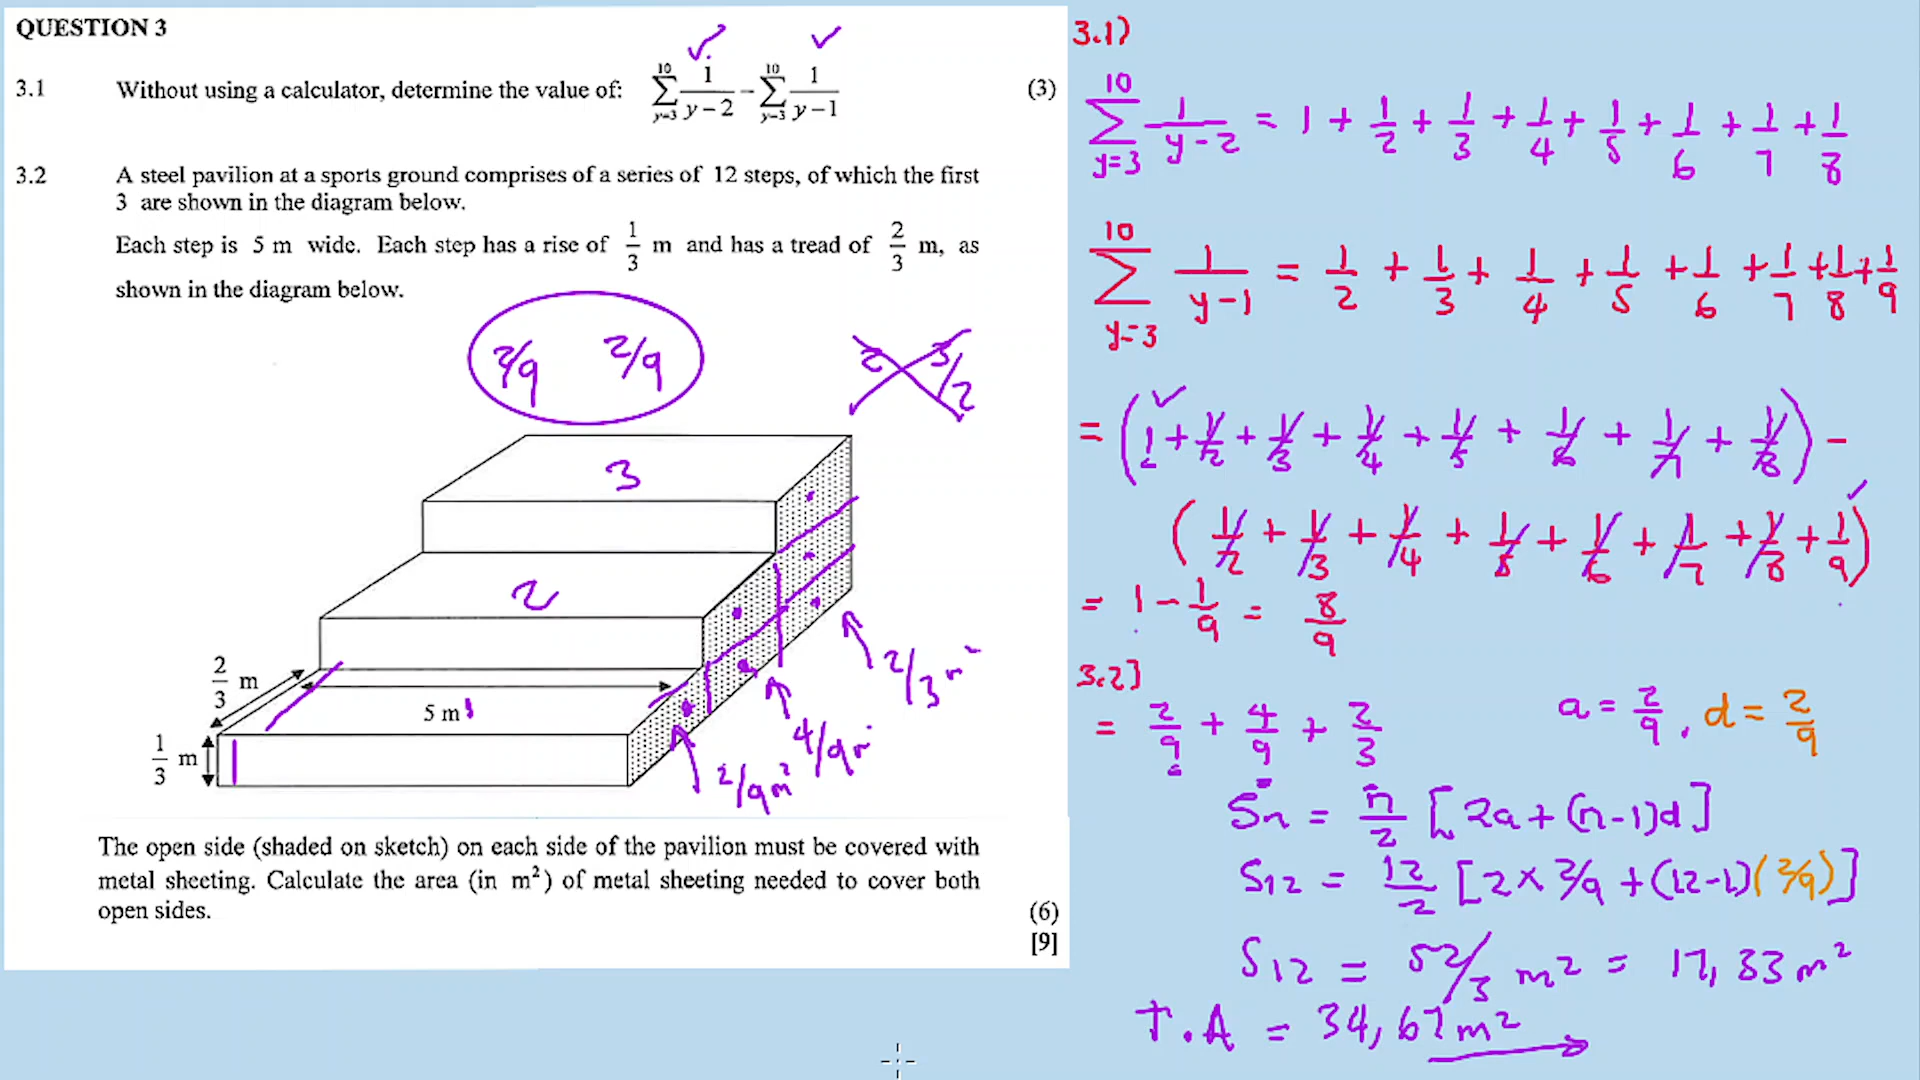 QUESTION 3
3.1 Without using a calculator, determine the value of: \sum_{y=3}^{10} \frac{1}{y-2} - \sum_{y=3}^{10} \frac{1}{y-1} (3)
3.2 A steel pavilion at a sports ground comprises of a series of 12 steps, of which the first
3 are shown in the diagram below.
Each step is 5 m wide. Each step has a rise of 1/3 m and has a tread of 2/3 m, as
shown in the diagram below.
2/9 2/9
2 3/2
3
2
2/3 m
5 m
1/3 m
2/3 m²
4/9 m
2/9 m²
The open side (shaded on sketch) on each side of the pavilion must be covered with
metal sheeting. Calculate the area (in m²) of metal sheeting needed to cover both
open sides. (6)
[9]
3.1)
\sum_{y=3}^{10} \frac{1}{y-2} = 1 + 1/2 + 1/3 + 1/4 + 1/5 + 1/6 + 1/7 + 1/8
\sum_{y=3}^{10} \frac{1}{y-1} = 1/2 + 1/3 + 1/4 + 1/5 + 1/6 + 1/7 + 1/8 + 1/9
= (1 + 1/2 + 1/3 + 1/4 + 1/5 + 1/6 + 1/7 + 1/8) -
(1/2 + 1/3 + 1/4 + 1/5 + 1/6 + 1/7 + 1/8 + 1/9)
= 1 - 1/9 = 8/9
3.2]
= 2/9 + 4/9 + 2/3 a = 2/9, d = 2/9
Sn = n/2 [2a + (n-1)d]
S12 = 12/2 [2 × 2/9 + (12-1)(2/9)]
S12 = 52/3 m² = 17,33 m²
T.A = 34,67 m²